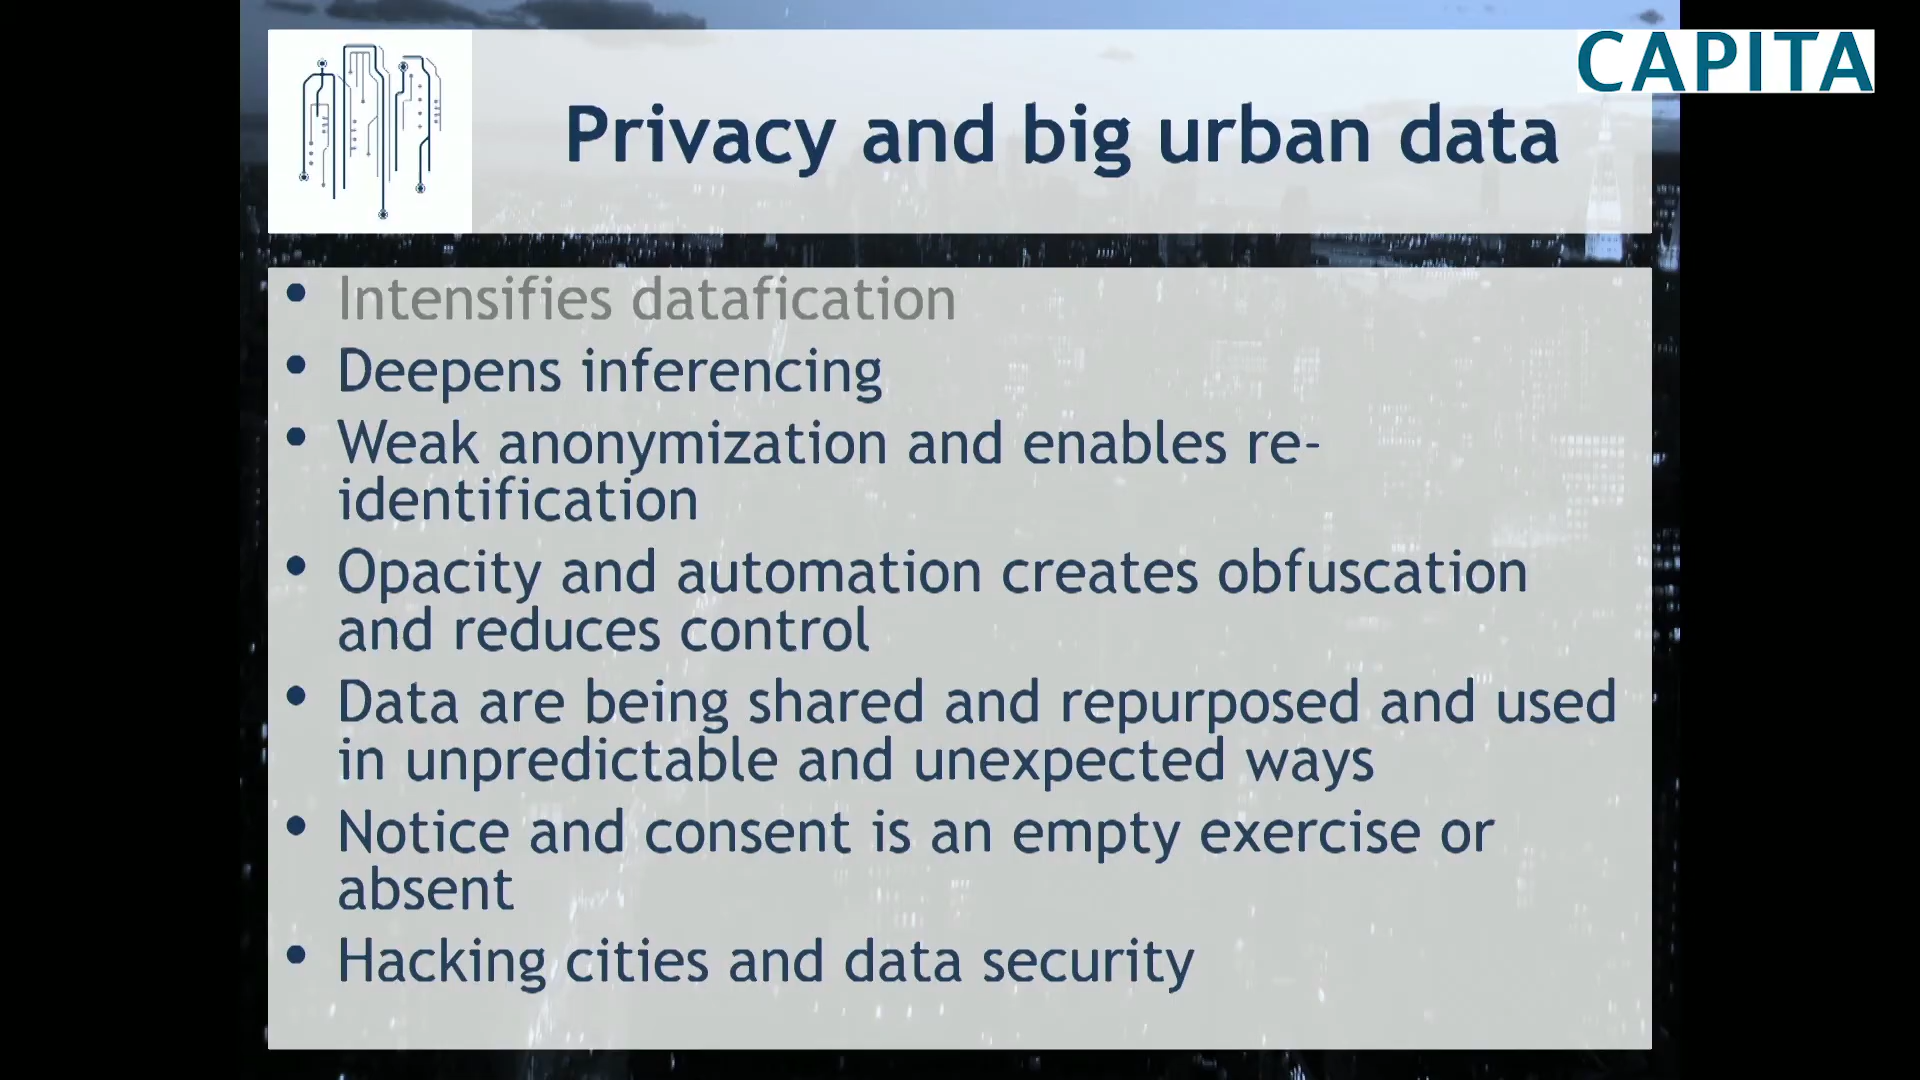 CAPITA
Privacy and big urban data
• Intensifies datafication
• Deepens inferencing
• Weak anonymization and enables re-
identification
• Opacity and automation creates obfuscation
and reduces control
• Data are being shared and repurposed and used
in unpredictable and unexpected ways
• Notice and consent is an empty exercise or
absent
• Hacking cities and data security